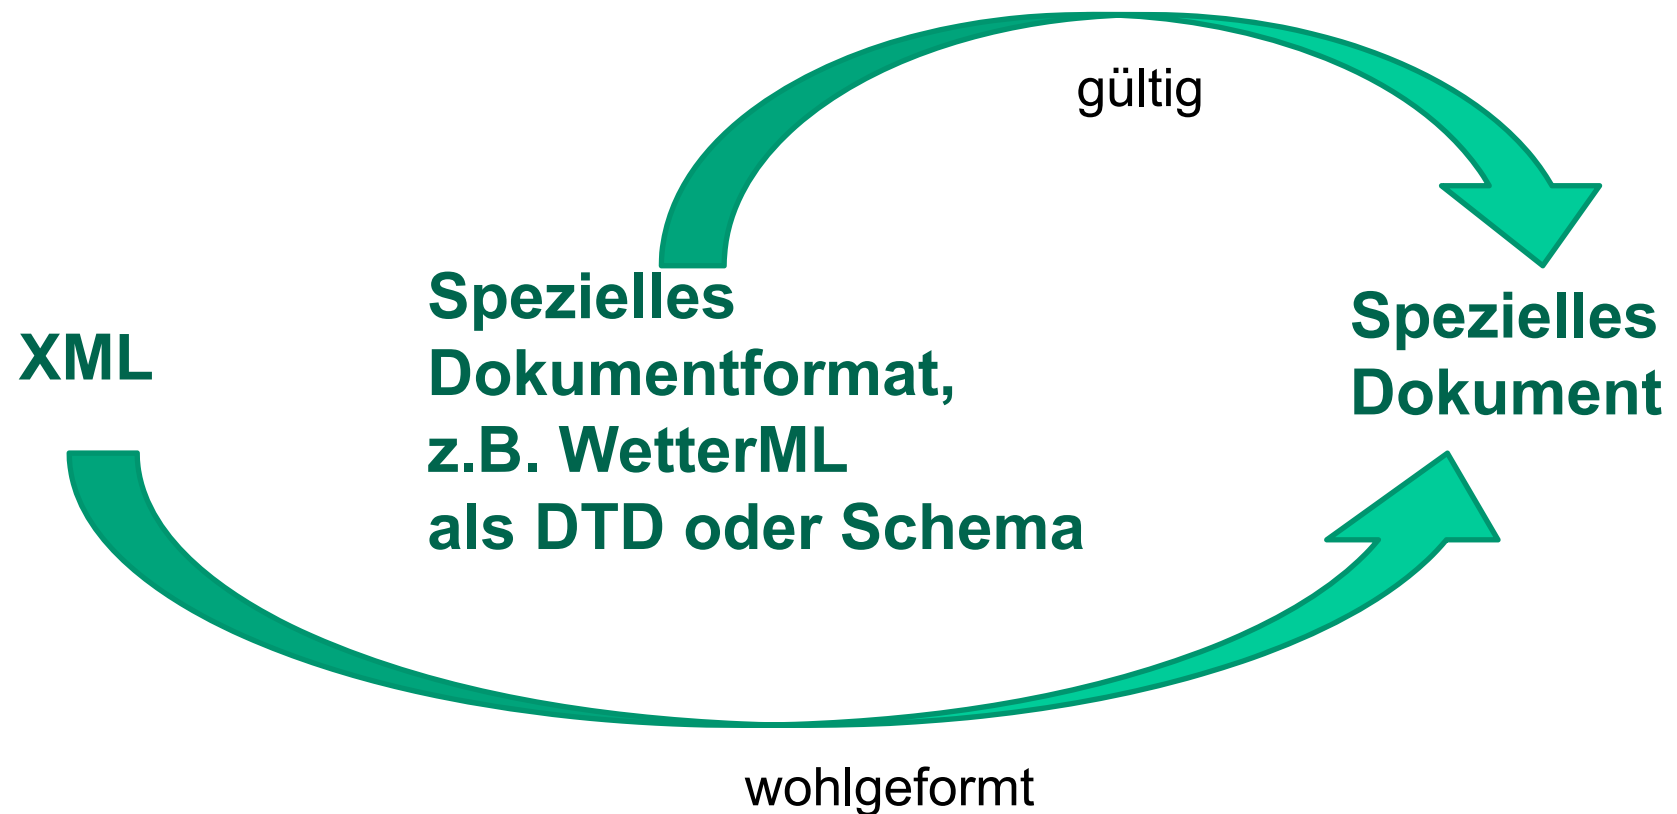 gültig
XML
Spezielles
Dokumentformat,
z.B. WetterML
als DTD oder Schema
Spezielles
Dokument
wohlgeformt